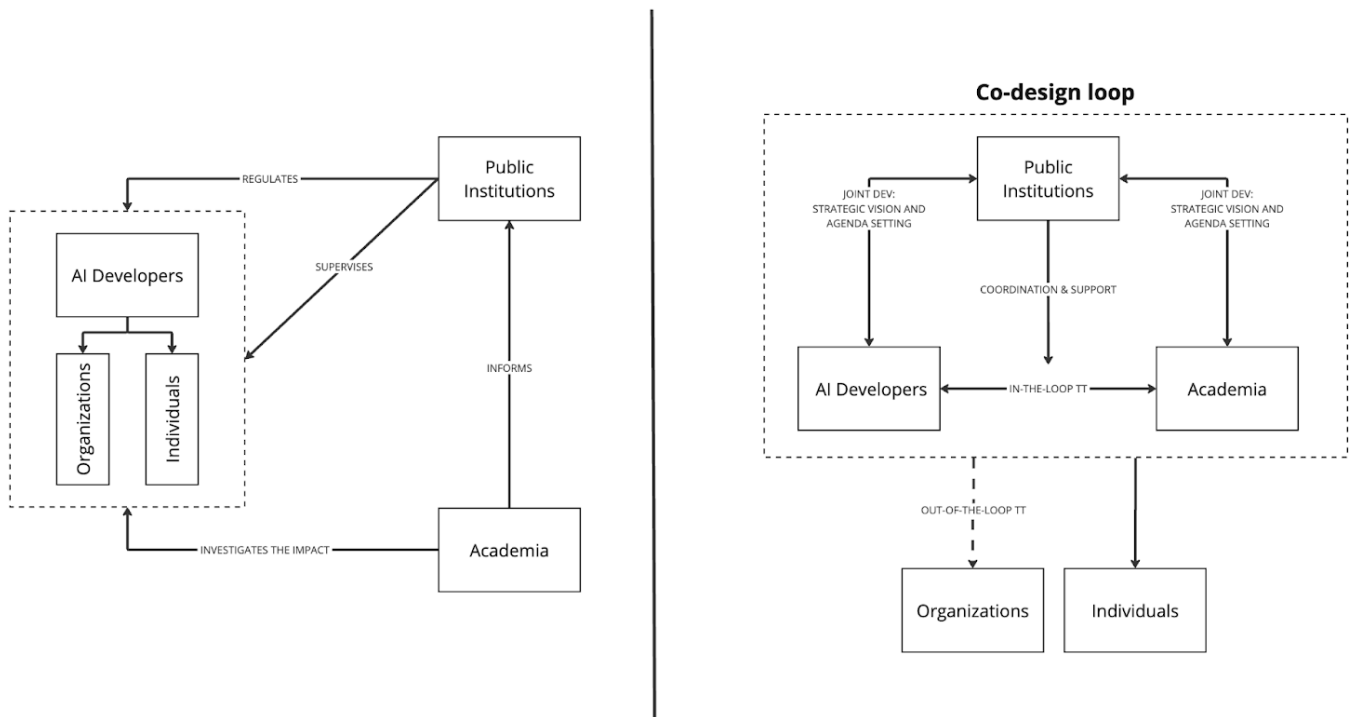 Public
Institutions
REGULATES
AI Developers
SUPERVISES
Organizations
Individuals
INFORMS
INVESTIGATES THE IMPACT
Academia
Co-design loop
Public
Institutions
JOINT DEV:
STRATEGIC VISION AND
AGENDA SETTING
JOINT DEV:
STRATEGIC VISION AND
AGENDA SETTING
COORDINATION & SUPPORT
AI Developers
IN-THE-LOOP TT
Academia
OUT-OF-THE-LOOP TT
Organizations
Individuals